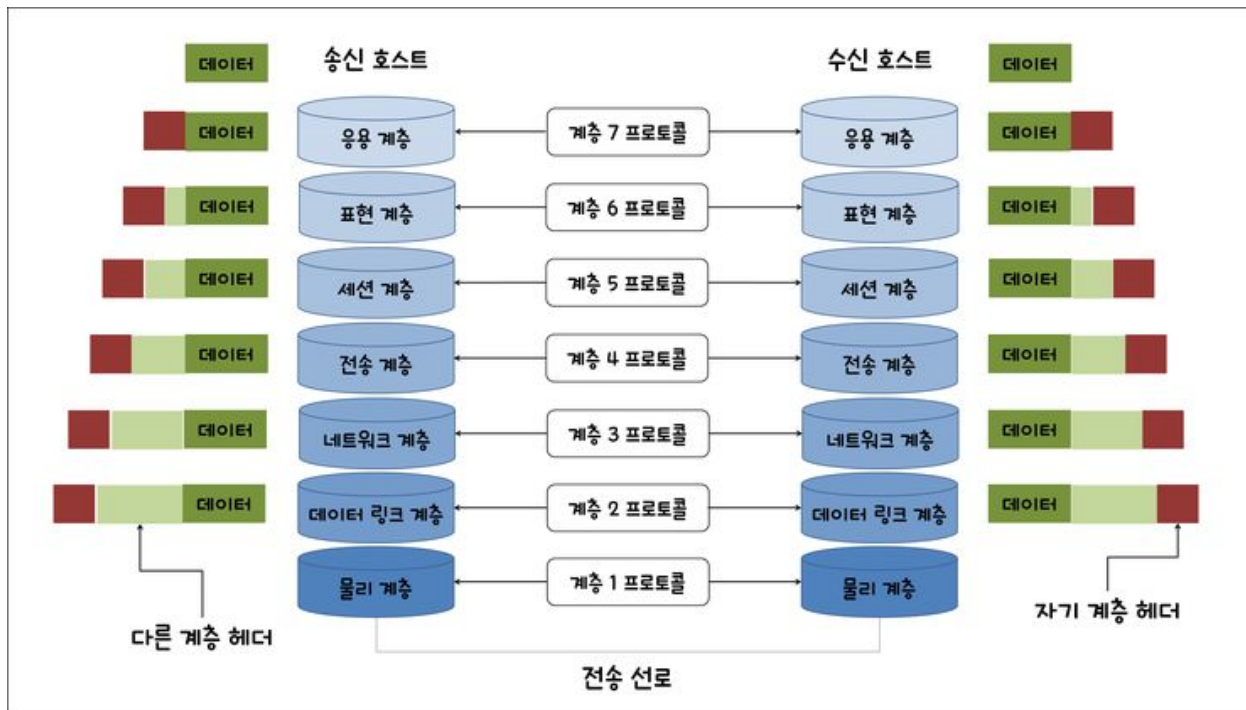 데이터 송신 호스트 수신 호스트 데이터
데이터 응용 계층 계층 7 프로토콜 응용 계층 데이터
데이터 표현 계층 계층 6 프로토콜 표현 계층 데이터
데이터 세션 계층 계층 5 프로토콜 세션 계층 데이터
데이터 전송 계층 계층 4 프로토콜 전송 계층 데이터
데이터 네트워크 계층 계층 3 프로토콜 네트워크 계층 데이터
데이터 데이터 링크 계층 계층 2 프로토콜 데이터 링크 계층 데이터
물리 계층 계층 1 프로토콜 물리 계층
다른 계층 헤더 자기 계층 헤더
전송 선로